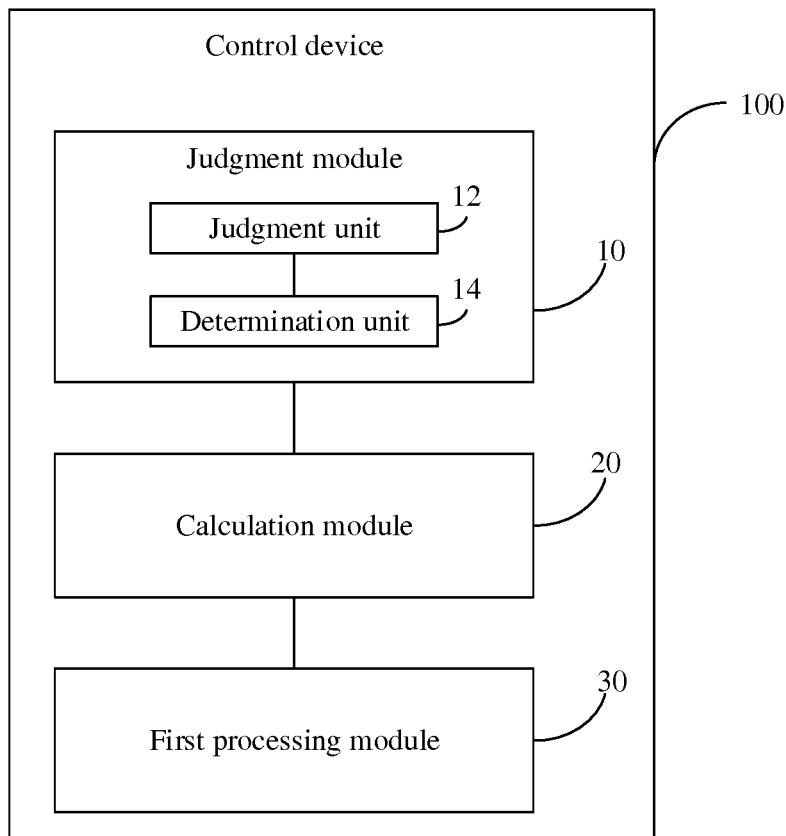 Control device
100
Judgment module
12
Judgment unit
10
14
Determination unit
20
Calculation module
30
First processing module